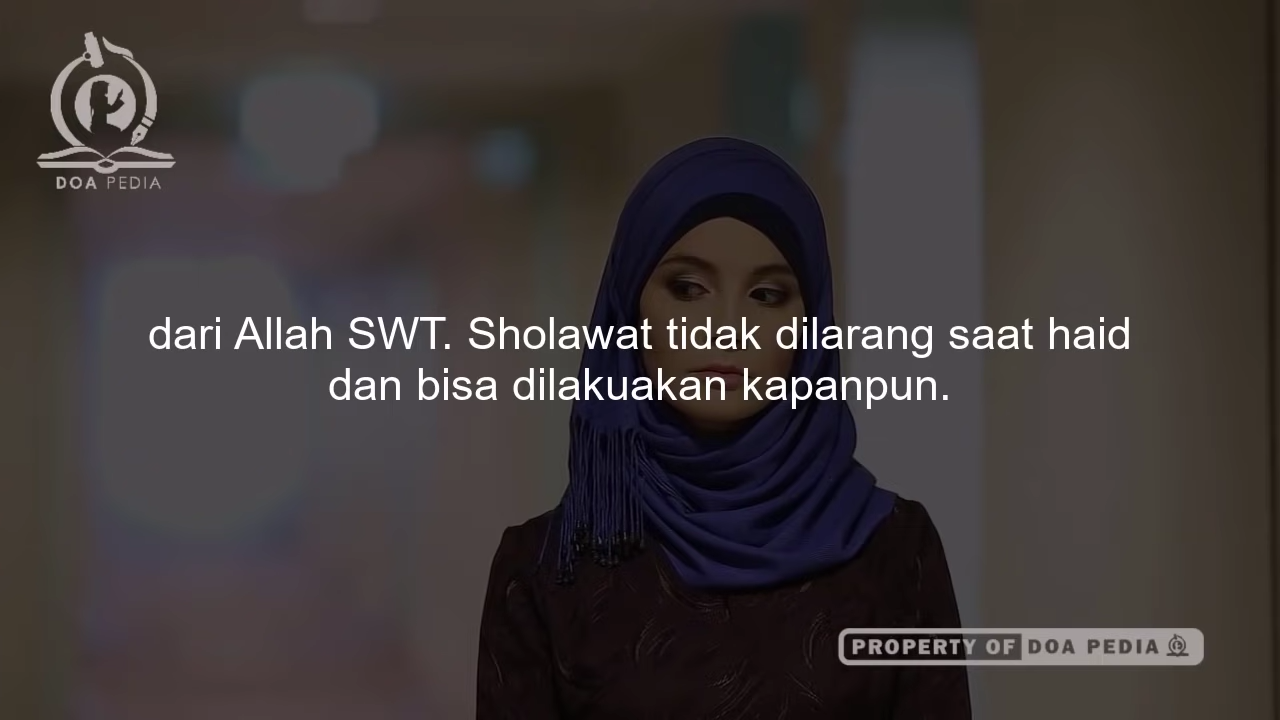 DOA PEDIA
dari Allah SWT. Sholawat tidak dilarang saat haid
dan bisa dilakuakan kapanpun.
PROPERTY OF DOA PEDIA